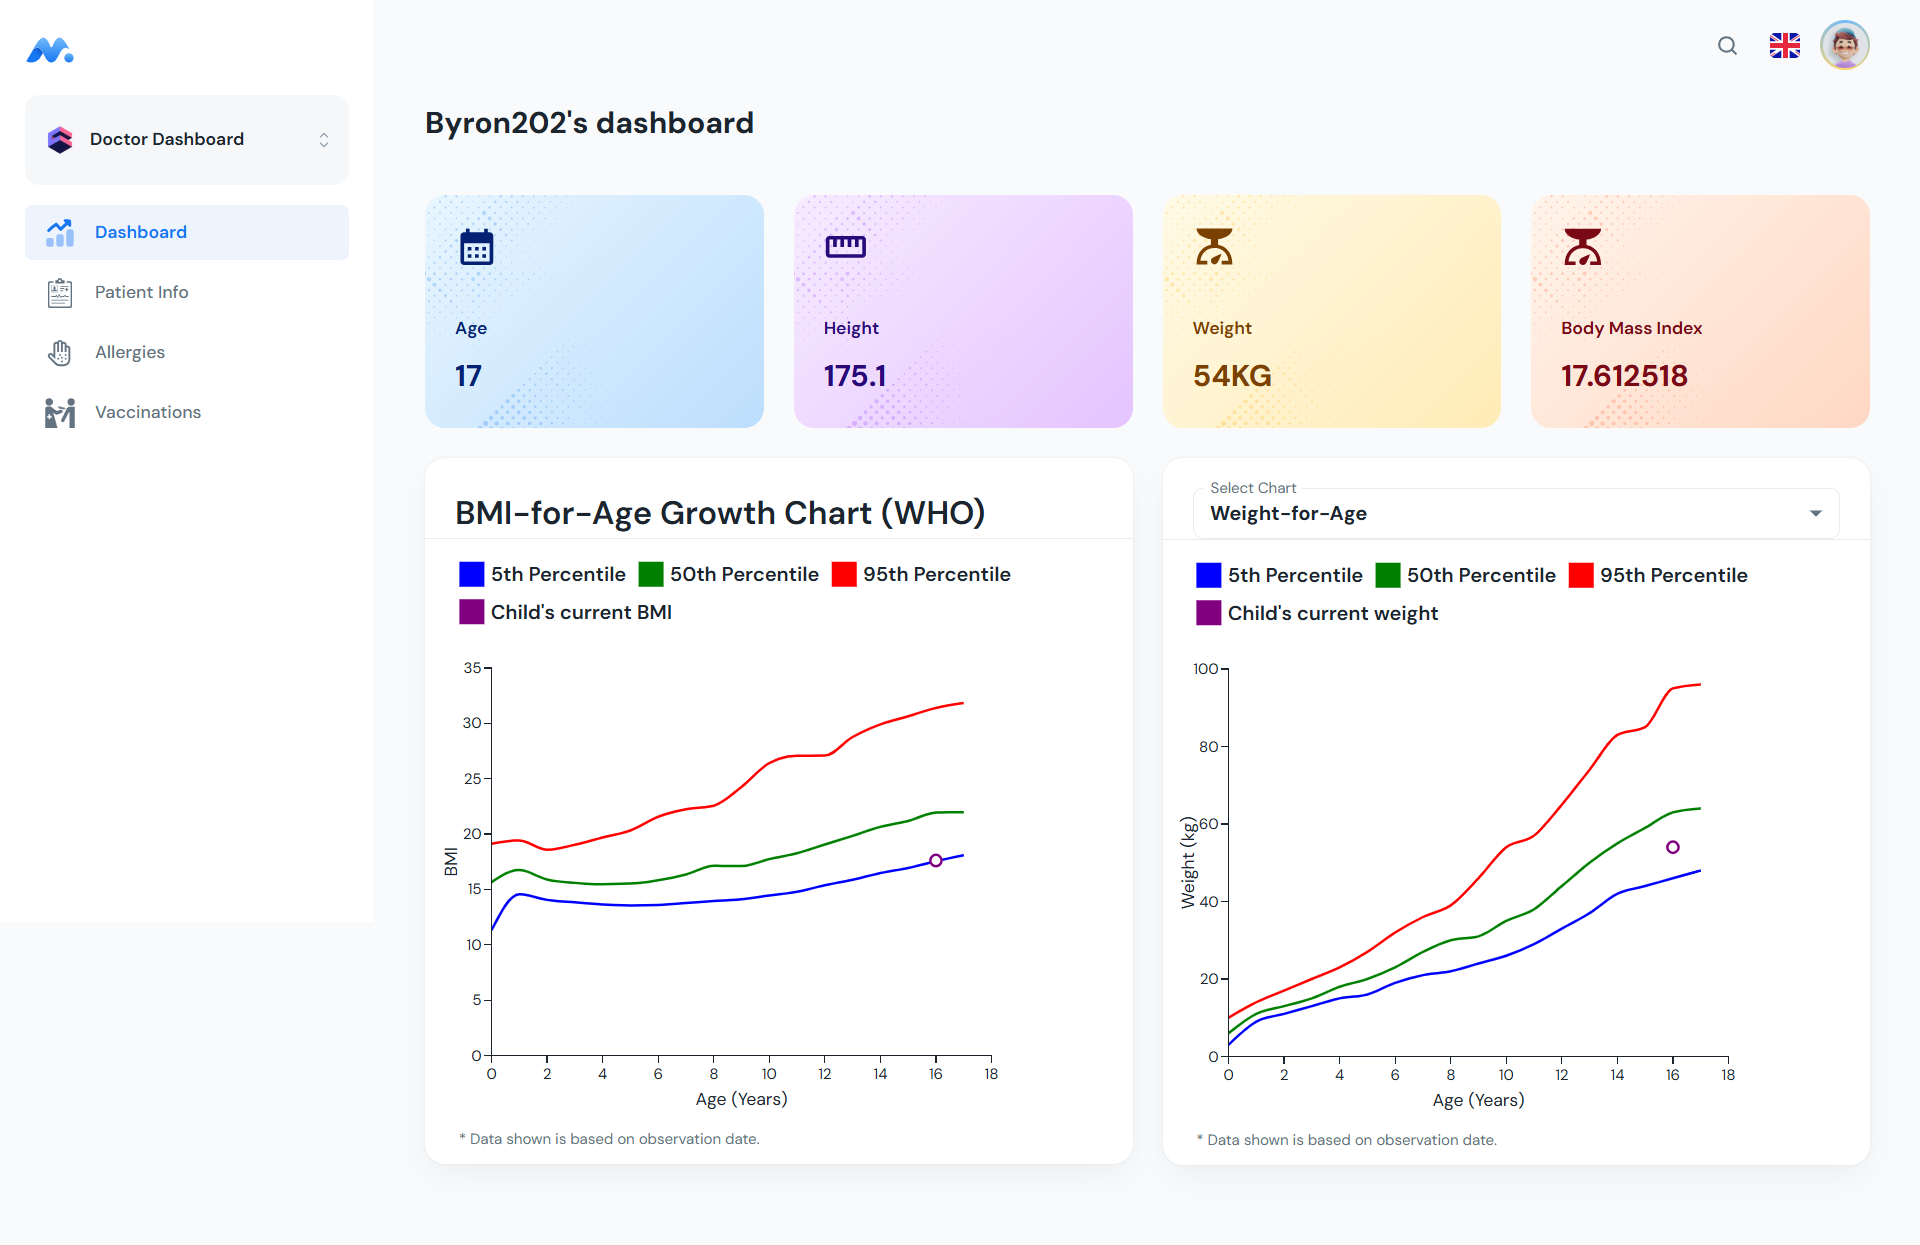 Doctor Dashboard
Dashboard
Patient Info
Allergies
Vaccinations
Byron202's dashboard
Age
17
Height
175.1
Weight
54KG
Body Mass Index
17.612518
BMI-for-Age Growth Chart (WHO)
5th Percentile 50th Percentile 95th Percentile
Child's current BMI
35
30
25
20
15
10
5
0
BMI
0 2 4 6 8 10 12 14 16 18
Age (Years)
* Data shown is based on observation date.
Select Chart
Weight-for-Age
5th Percentile 50th Percentile 95th Percentile
Child's current weight
100
80
60
40
20
0
Weight (kg)
0 2 4 6 8 10 12 14 16 18
Age (Years)
* Data shown is based on observation date.